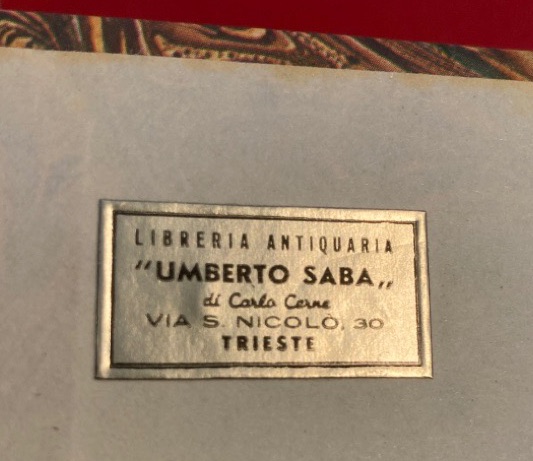 LIBRERIA ANTIQUARIA
"UMBERTO SABA„
di Carlo Cerne
VIA S. NICOLÒ, 30
TRIESTE